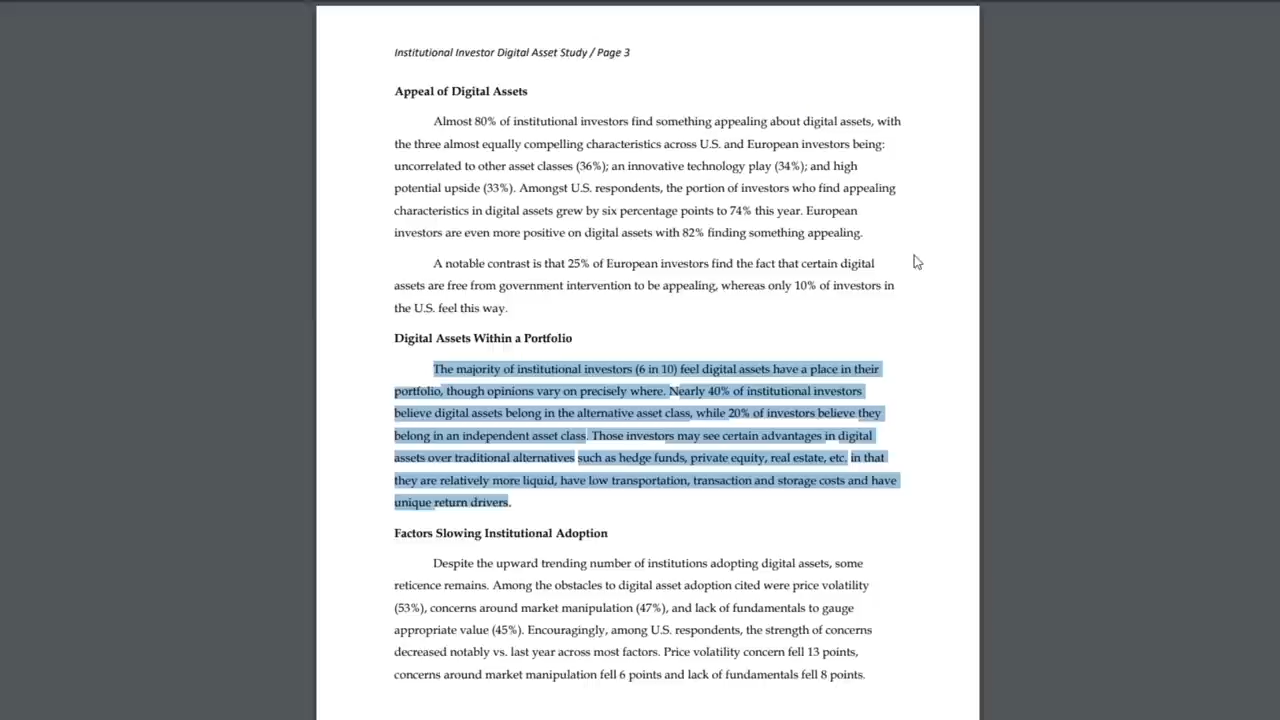 Institutional Investor Digital Asset Study / Page 3
Appeal of Digital Assets
Almost 80% of institutional investors find something appealing about digital assets, with
the three almost equally compelling characteristics across U.S. and European investors being:
uncorrelated to other asset classes (36%); an innovative technology play (34%); and high
potential upside (33%). Amongst U.S. respondents, the portion of investors who find appealing
characteristics in digital assets grew by six percentage points to 74% this year. European
investors are even more positive on digital assets with 82% finding something appealing.
A notable contrast is that 25% of European investors find the fact that certain digital
assets are free from government intervention to be appealing, whereas only 10% of investors in
the U.S. feel this way.
Digital Assets Within a Portfolio
The majority of institutional investors (6 in 10) feel digital assets have a place in their
portfolio, though opinions vary on precisely where. Nearly 40% of institutional investors
believe digital assets belong in the alternative asset class, while 20% of investors believe they
belong in an independent asset class. Those investors may see certain advantages in digital
assets over traditional alternatives such as hedge funds, private equity, real estate, etc. in that
they are relatively more liquid, have low transportation, transaction and storage costs and have
unique return drivers.
Factors Slowing Institutional Adoption
Despite the upward trending number of institutions adopting digital assets, some
reticence remains. Among the obstacles to digital asset adoption cited were price volatility
(53%), concerns around market manipulation (47%), and lack of fundamentals to gauge
appropriate value (45%). Encouragingly, among U.S. respondents, the strength of concerns
decreased notably vs. last year across most factors. Price volatility concern fell 13 points,
concerns around market manipulation fell 6 points and lack of fundamentals fell 8 points.